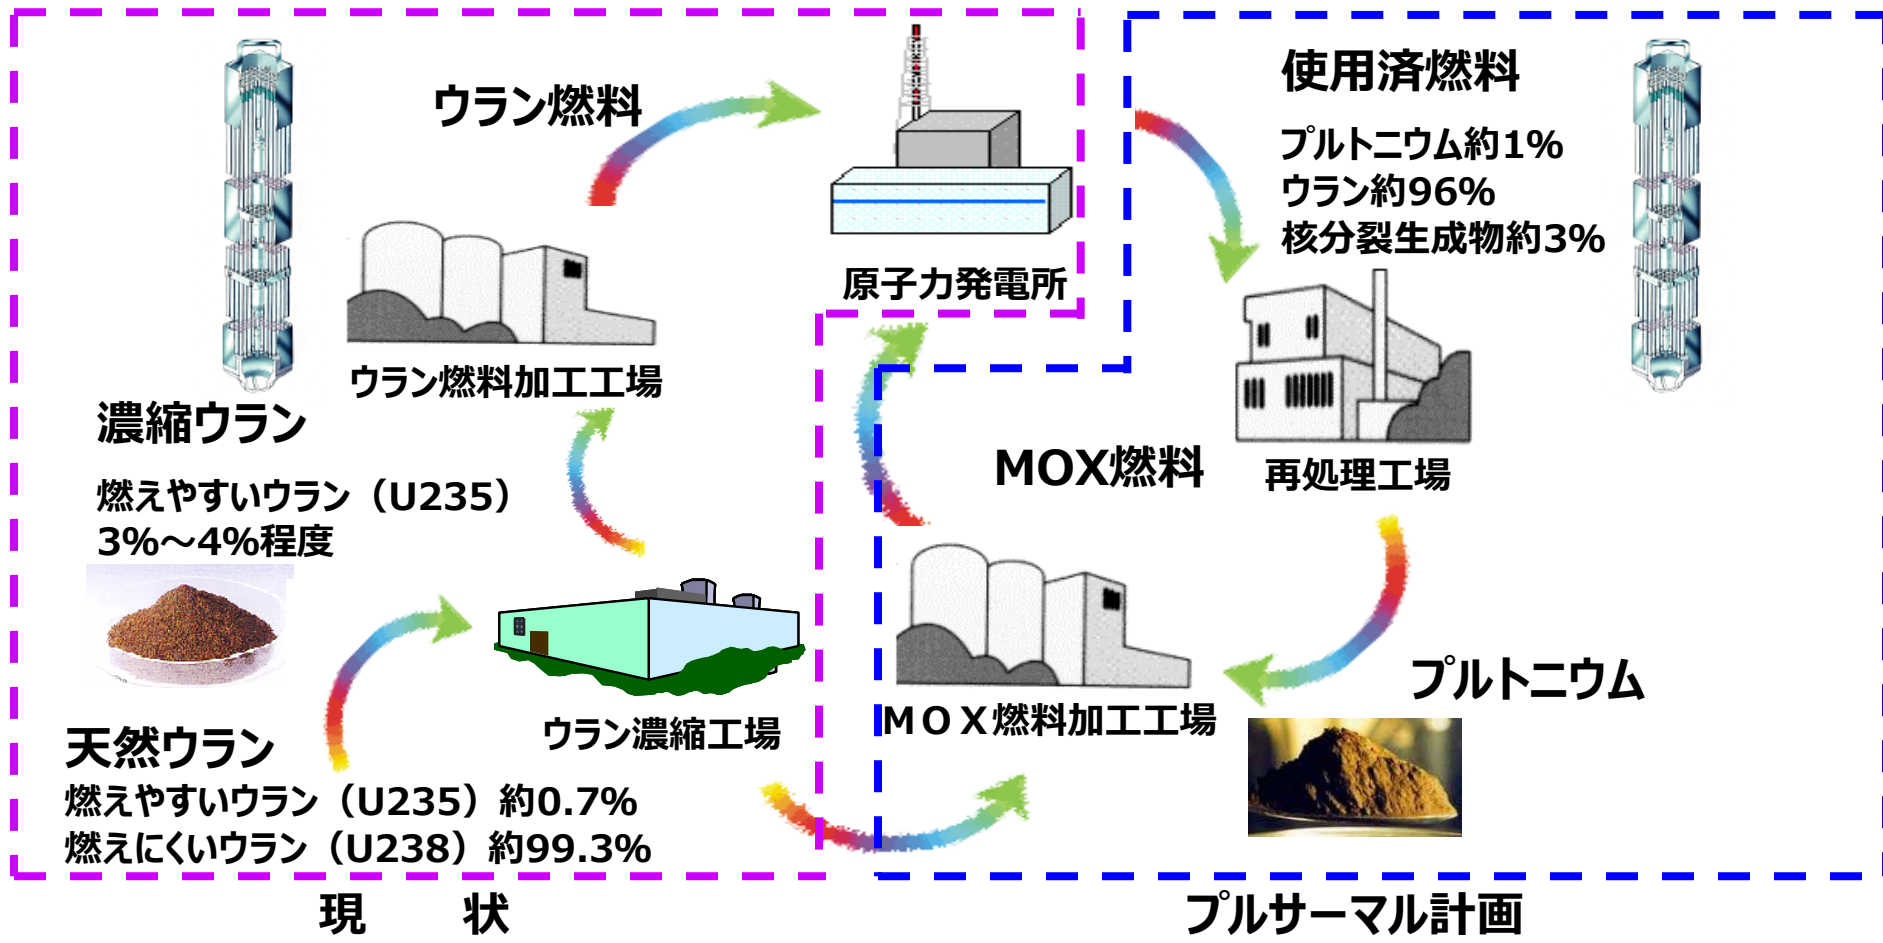 ウラン燃料
原子力発電所
ウラン燃料加工工場
濃縮ウラン
燃えやすいウラン（U235）
3%～4%程度
天然ウラン
燃えやすいウラン（U235）約0.7%
燃えにくいウラン（U238）約99.3%
ウラン濃縮工場
現　　状
使用済燃料
プルトニウム約1%
ウラン約96%
核分裂生成物約3%
再処理工場
MOX燃料
プルトニウム
ＭＯＸ燃料加工工場
プルサーマル計画